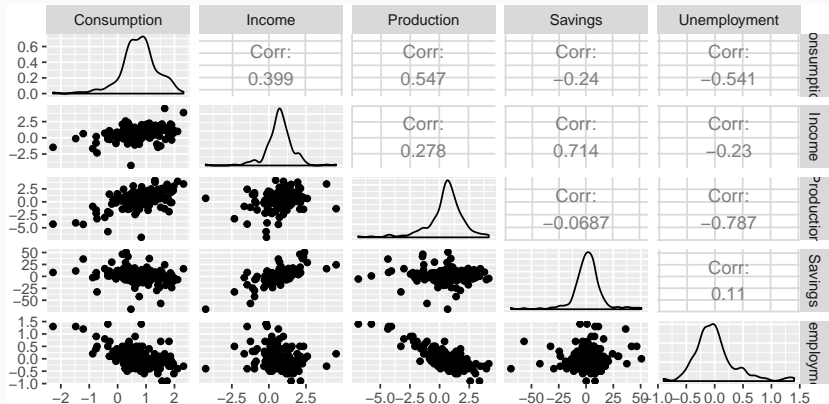 Consumption Income Production Savings Unemployment
0.6
0.4
0.2
0.0
Corr:
0.399
Corr:
0.547
Corr:
−0.24
Corr:
−0.541
onsumptio
2.5
0.0
−2.5
Corr:
0.278
Corr:
0.714
Corr:
−0.23
Income
2.5
0.0
−2.5
−5.0
Corr:
−0.0687
Corr:
−0.787
Production
50
25
0
−25
−50
Corr:
0.11
Savings
1.5
1.0
0.5
0.0
−0.5
−1.0
employme
−2 −1 0 1 2 −2.5 0.0 2.5 −5.0 −2.5 0.0 2.5 −50 −25 0 25 50 −1.0 −0.5 0.0 0.5 1.0 1.5